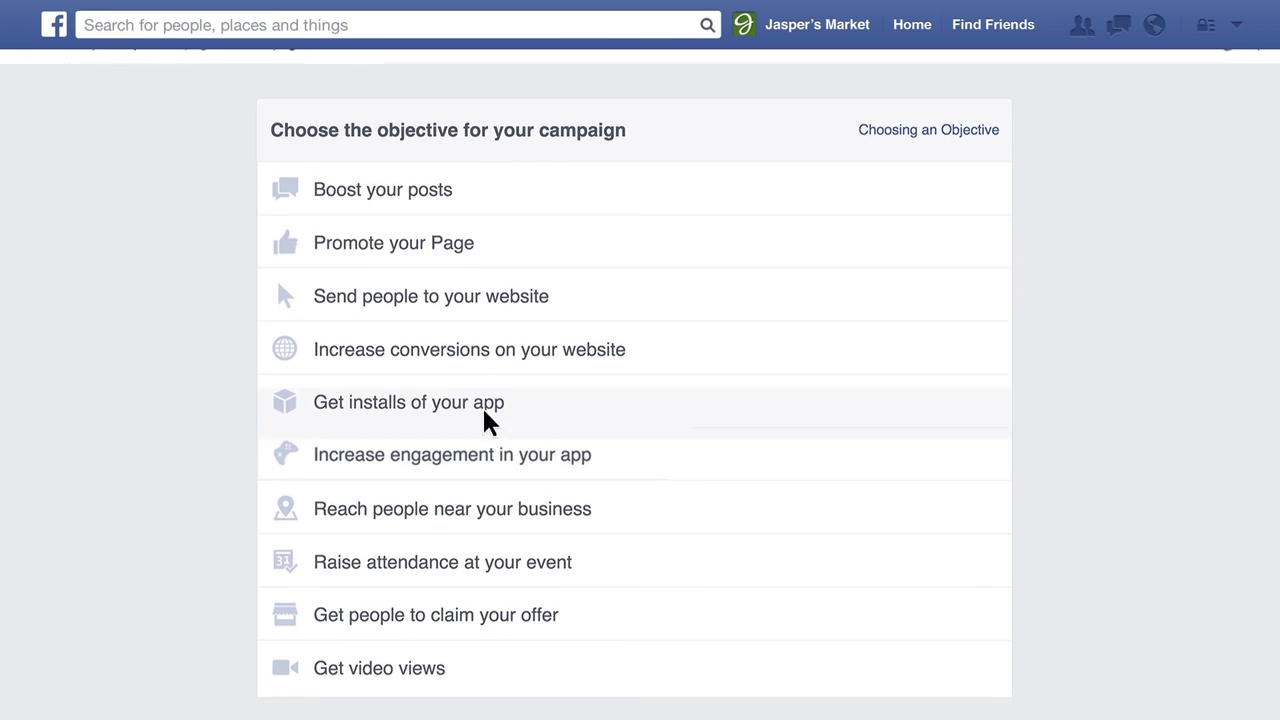 Search for people, places and things
Jasper's Market
Home
Find Friends
Choose the objective for your campaign
Choosing an Objective
Boost your posts
Promote your Page
Send people to your website
Increase conversions on your website
Get installs of your app
Increase engagement in your app
Reach people near your business
31
Raise attendance at your event
Get people to claim your offer
Get video views